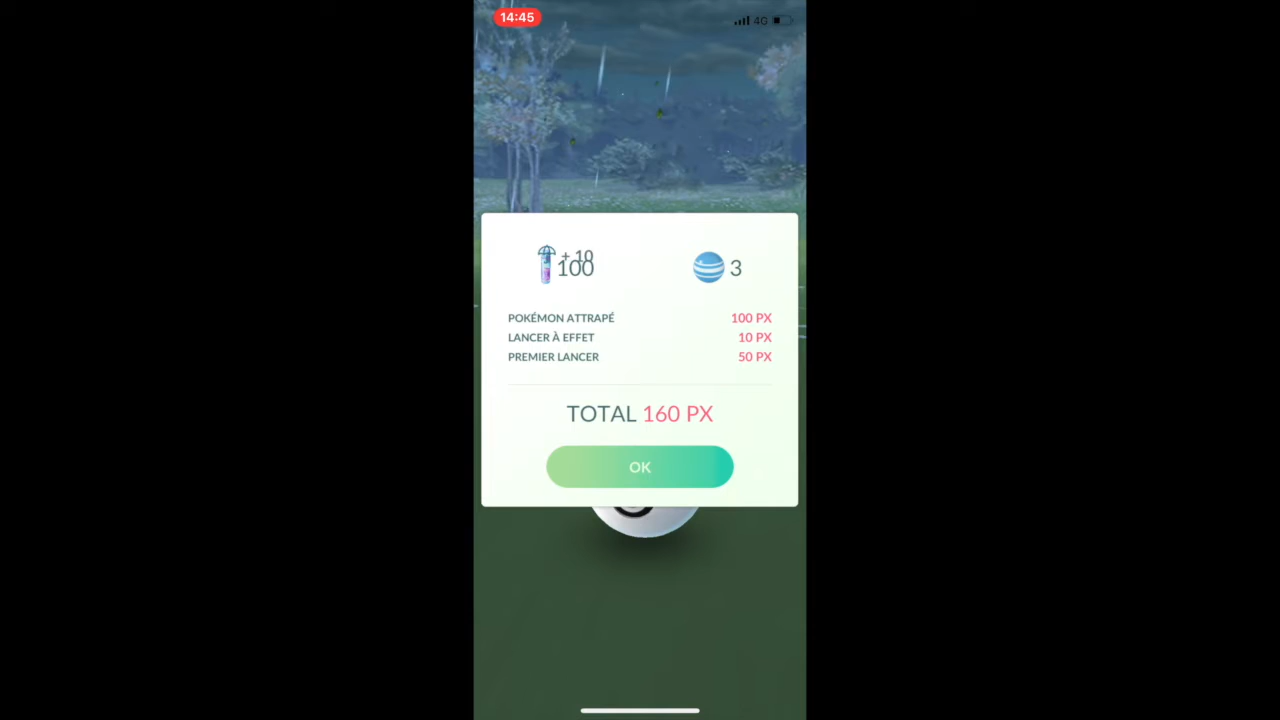 14:45
4G
+ 10
100
3
POKÉMON ATTRAPÉ 100 PX
LANCER À EFFET 10 PX
PREMIER LANCER 50 PX
TOTAL 160 PX
OK